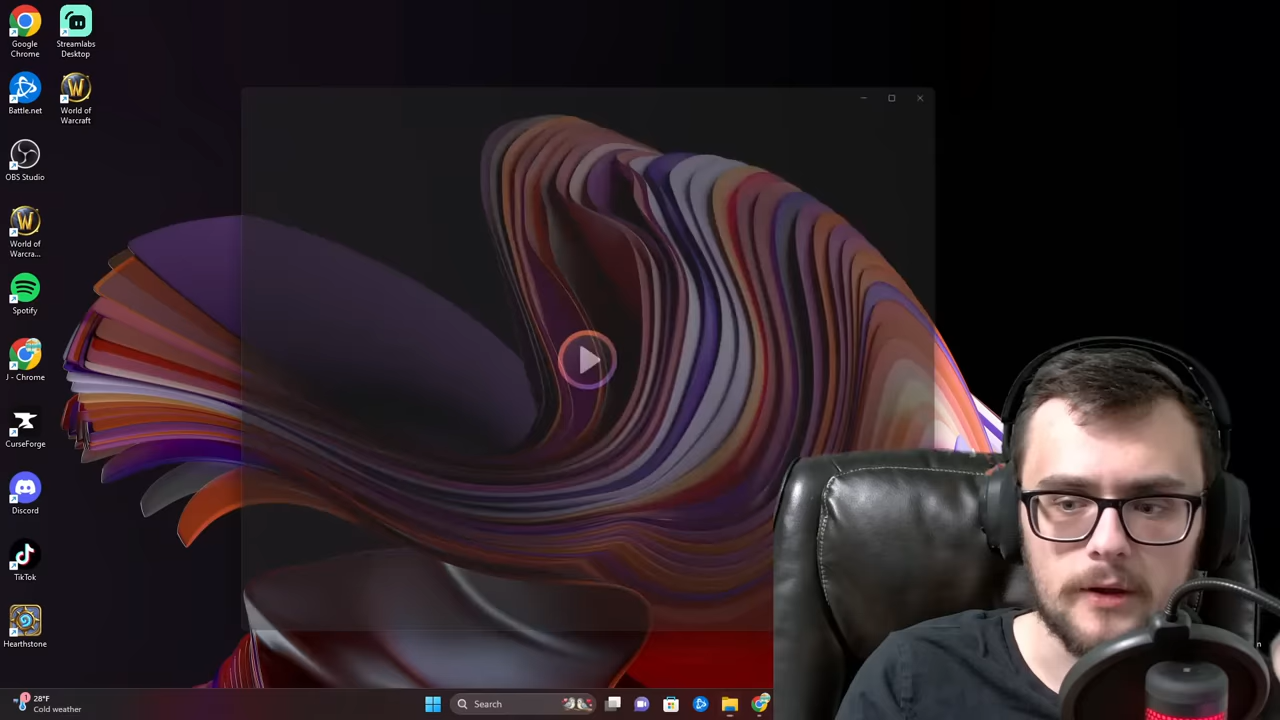 Google
Chrome
Streamlabs
Desktop
Battle.net
World of
Warcraft
OBS Studio
World of
Warcra...
Spotify
J - Chrome
CurseForge
Discord
TikTok
Hearthstone
1
28°F
Cold weather
Search